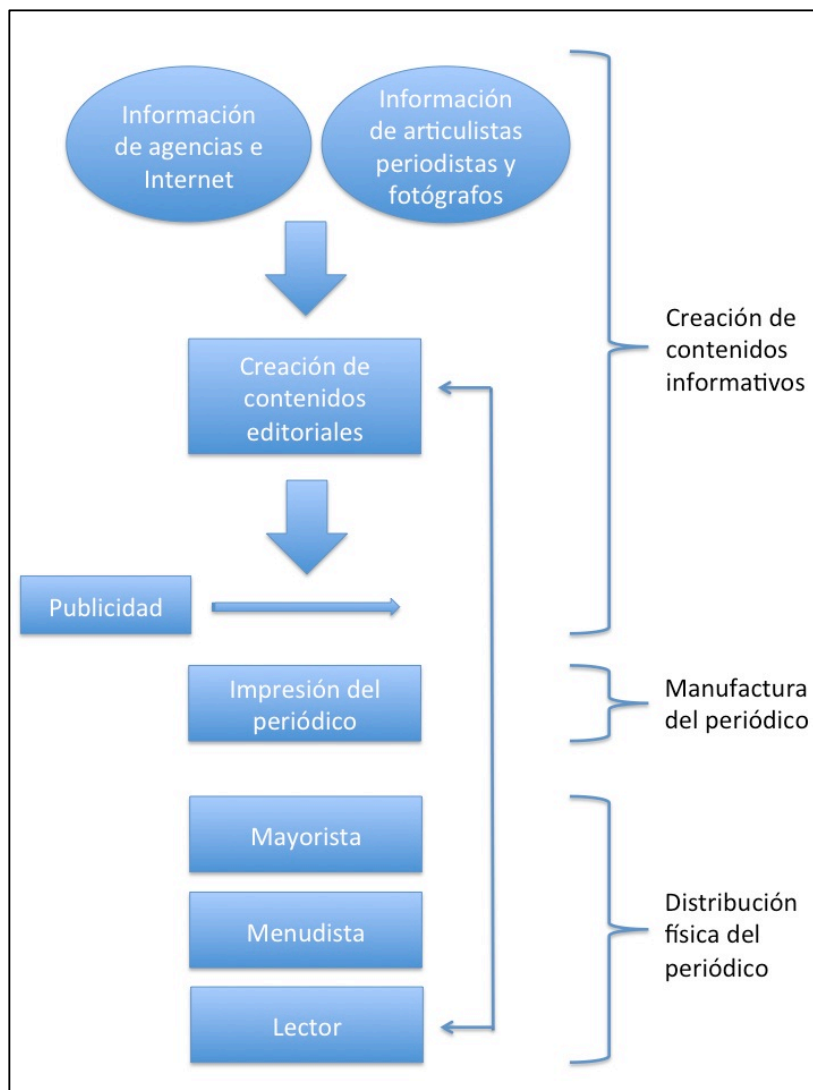 Información
de agencias e
Internet
Información
de articulistas
periodistas y
fotógrafos
Creación de
contenidos
editoriales
Creación de
contenidos
informativos
Publicidad
Impresión del
periódico
Manufactura
del periódico
Mayorista
Menudista
Lector
Distribución
física del
periódico